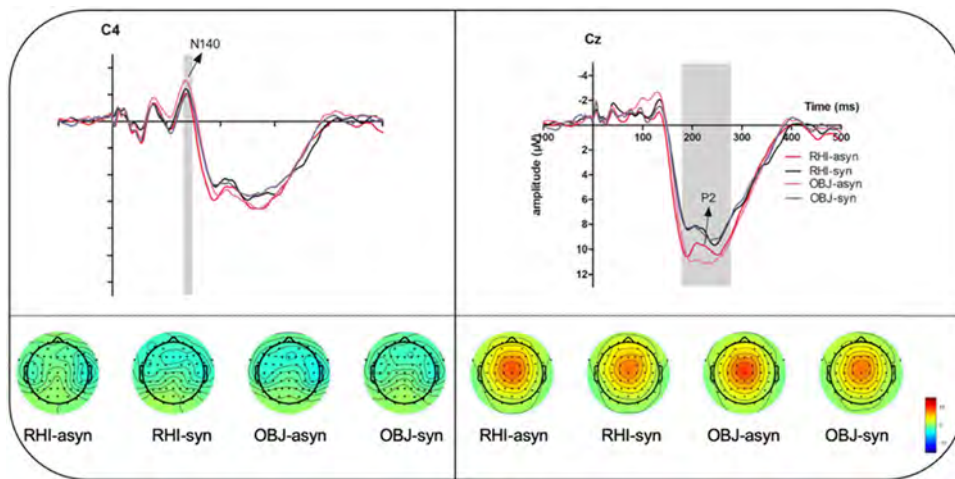 C4
N140
Cz
-4
-2
Time (ms)
100
200
300
400
500
amplitude (μV)
2
4
6
8
10
12
RHI-asyn
RHI-syn
OBJ-asyn
OBJ-syn
P2
RHI-asyn
RHI-syn
OBJ-asyn
OBJ-syn
RHI-asyn
RHI-syn
OBJ-asyn
OBJ-syn